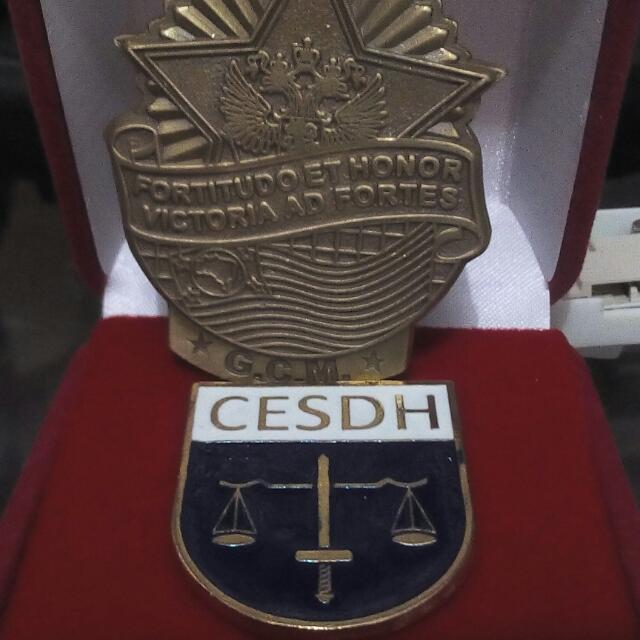 FORTITUDO ET HONOR
VICTORIA AD FORTES
G.C.M.
CESDH